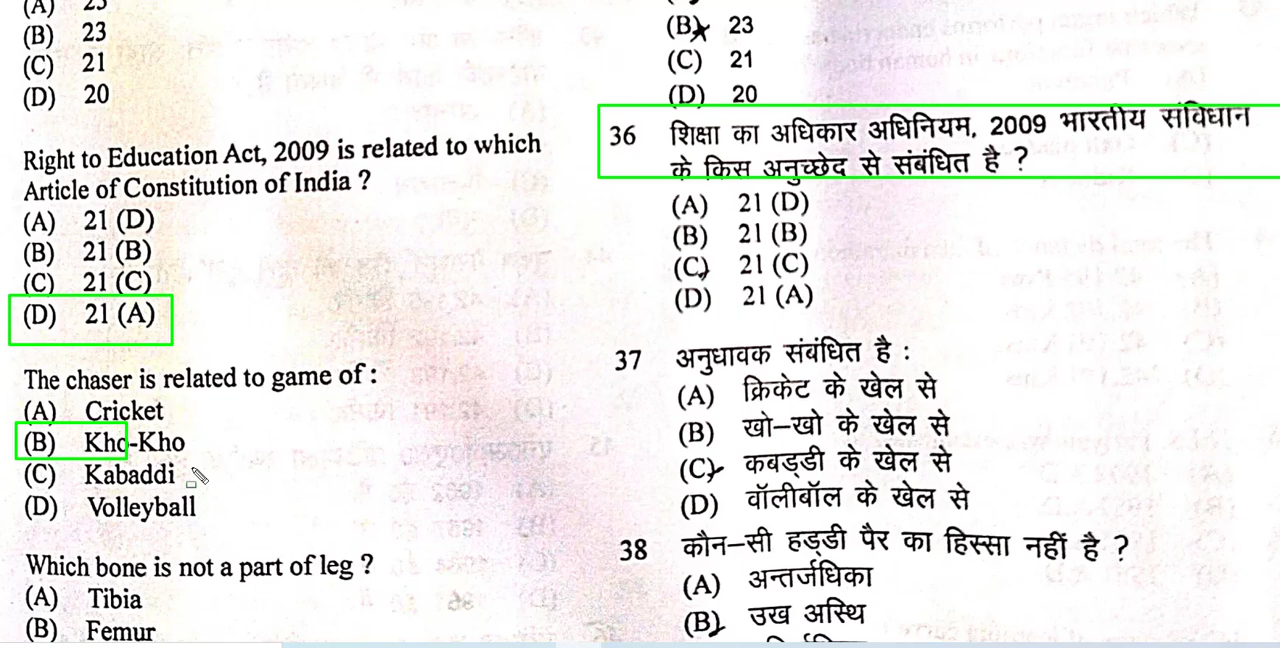 (A) 25
(B) 23
(C) 21
(D) 20
Right to Education Act, 2009 is related to which
Article of Constitution of India ?
(A) 21 (D)
(B) 21 (B)
(C) 21 (C)
(D) 21 (A)
The chaser is related to game of :
(A) Cricket
(B) Kho-Kho
(C) Kabaddi
(D) Volleyball
Which bone is not a part of leg ?
(A) Tibia
(B) Femur
(B) 23
(C) 21
(D) 20
36 शिक्षा का अधिकार अधिनियम, 2009 भारतीय संविधान
के किस अनुच्छेद से संबंधित है ?
(A) 21 (D)
(B) 21 (B)
(C) 21 (C)
(D) 21 (A)
37 अनुधावक संबंधित है :
(A) क्रिकेट के खेल से
(B) खो-खो के खेल से
(C) कबड्डी के खेल से
(D) वॉलीबॉल के खेल से
38 कौन-सी हड्डी पैर का हिस्सा नहीं है ?
(A) अन्तर्जंधिका
(B) उख अस्थि